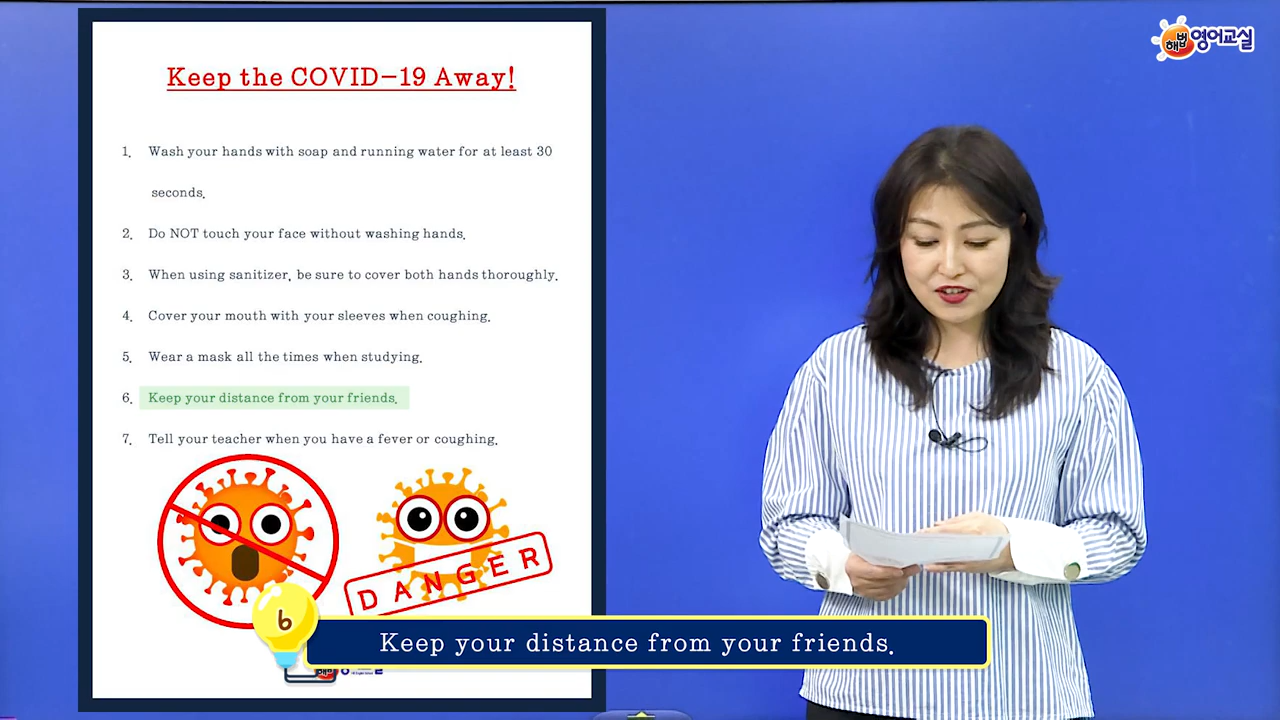 해법 영어교실
Keep the COVID-19 Away!
1. Wash your hands with soap and running water for at least 30
seconds.
2. Do NOT touch your face without washing hands.
3. When using sanitizer, be sure to cover both hands thoroughly.
4. Cover your mouth with your sleeves when coughing.
5. Wear a mask all the times when studying.
6. Keep your distance from your friends.
7. Tell your teacher when you have a fever or coughing.
DANGER
6
Keep your distance from your friends.
해법